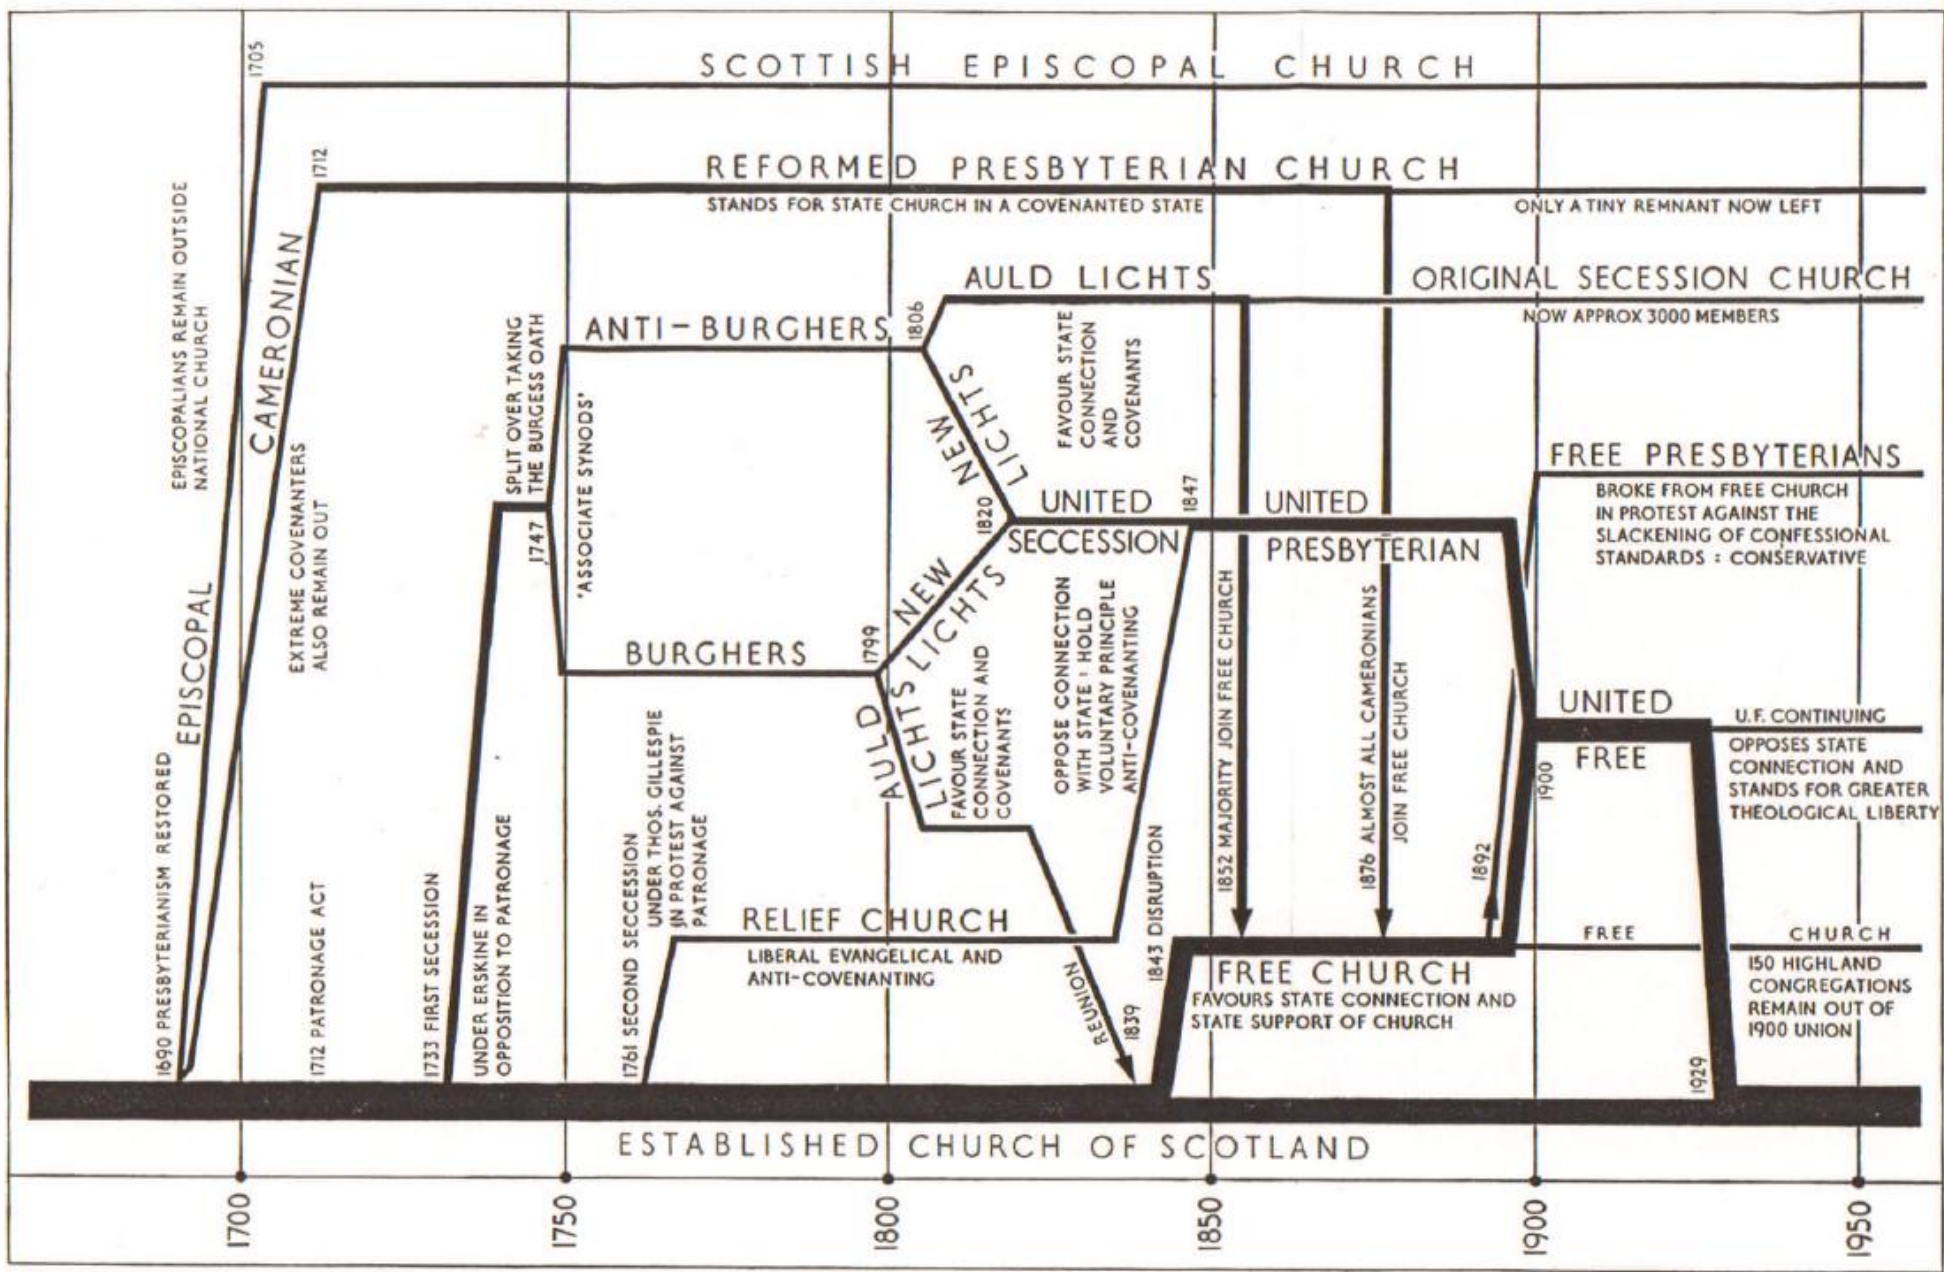 1705
SCOTTISH EPISCOPAL CHURCH
1712
REFORMED PRESBYTERIAN CHURCH
STANDS FOR STATE CHURCH IN A COVENANTED STATE
ONLY A TINY REMNANT NOW LEFT
EPISCOPALIANS REMAIN OUTSIDE
NATIONAL CHURCH
CAMERONIAN
EXTREME COVENANTERS
ALSO REMAIN OUT
EPISCOPAL
1690 PRESBYTERIANISM RESTORED
1712 PATRONAGE ACT
1733 FIRST SECESSION
UNDER ERSKINE IN
OPPOSITION TO PATRONAGE
SPLIT OVER TAKING
THE BURGESS OATH
1747
'ASSOCIATE SYNODS'
ANTI-BURGHERS
1806
AULD LICHTS
ORIGINAL SECESSION CHURCH
NOW APPROX 3000 MEMBERS
FAVOUR STATE
CONNECTION
AND
COVENANTS
NEW
LICHTS
1820
UNITED
SECCESSION
1847
UNITED
PRESBYTERIAN
FREE PRESBYTERIANS
BROKE FROM FREE CHURCH
IN PROTEST AGAINST THE
SLACKENING OF CONFESSIONAL
STANDARDS : CONSERVATIVE
BURGHERS
1799
NEW
LICHTS
AULD
LICHTS
FAVOUR STATE
CONNECTION AND
COVENANTS
OPPOSE CONNECTION
WITH STATE : HOLD
VOLUNTARY PRINCIPLE
ANTI-COVENANTING
1852 MAJORITY JOIN FREE CHURCH
1876 ALMOST ALL CAMERONIANS
JOIN FREE CHURCH
1892
1900
UNITED
FREE
U.F. CONTINUING
OPPOSES STATE
CONNECTION AND
STANDS FOR GREATER
THEOLOGICAL LIBERTY
1761 SECOND SECCESSION
UNDER THOS. GILLESPIE
IN PROTEST AGAINST
PATRONAGE
RELIEF CHURCH
LIBERAL EVANGELICAL AND
ANTI-COVENANTING
REUNION
1839
1843 DISRUPTION
FREE CHURCH
FAVOURS STATE CONNECTION AND
STATE SUPPORT OF CHURCH
FREE CHURCH
150 HIGHLAND
CONGREGATIONS
REMAIN OUT OF
1900 UNION
1929
ESTABLISHED CHURCH OF SCOTLAND
1700
1750
1800
1850
1900
1950